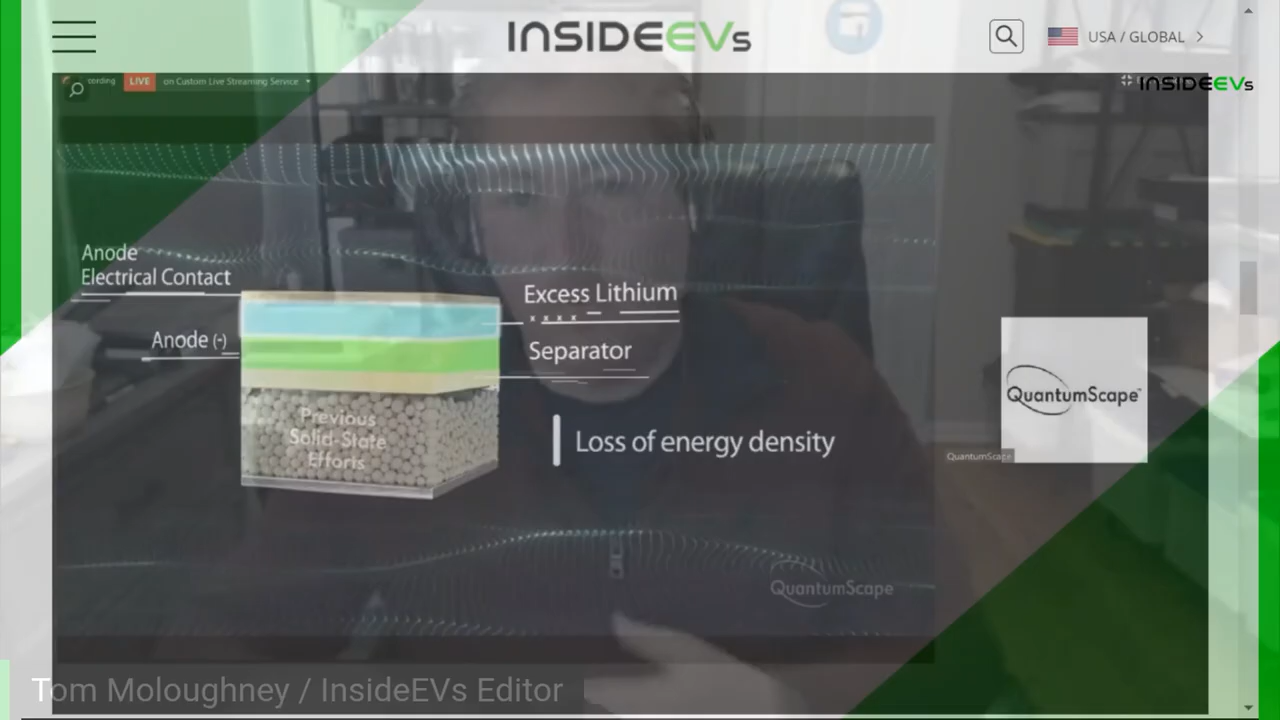 INSIDEEVs
USA / GLOBAL
ording LIVE on Custom Live Streaming Service
INSIDEEVs
Anode
Electrical Contact
Excess Lithium
Anode (-)
Separator
Previous
Solid-State
Efforts
Loss of energy density
QuantumScape
QuantumScape
QuantumScape
Tom Moloughney / InsideEVs Editor